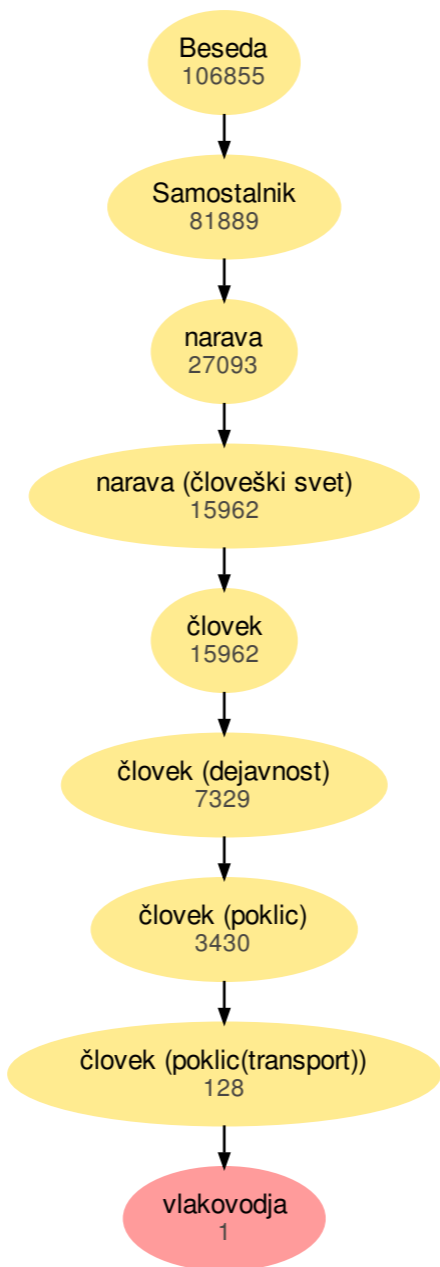 Beseda
106855
Samostalnik
81889
narava
27093
narava (človeški svet)
15962
človek
15962
človek (dejavnost)
7329
človek (poklic)
3430
človek (poklic(transport))
128
vlakovodja
1